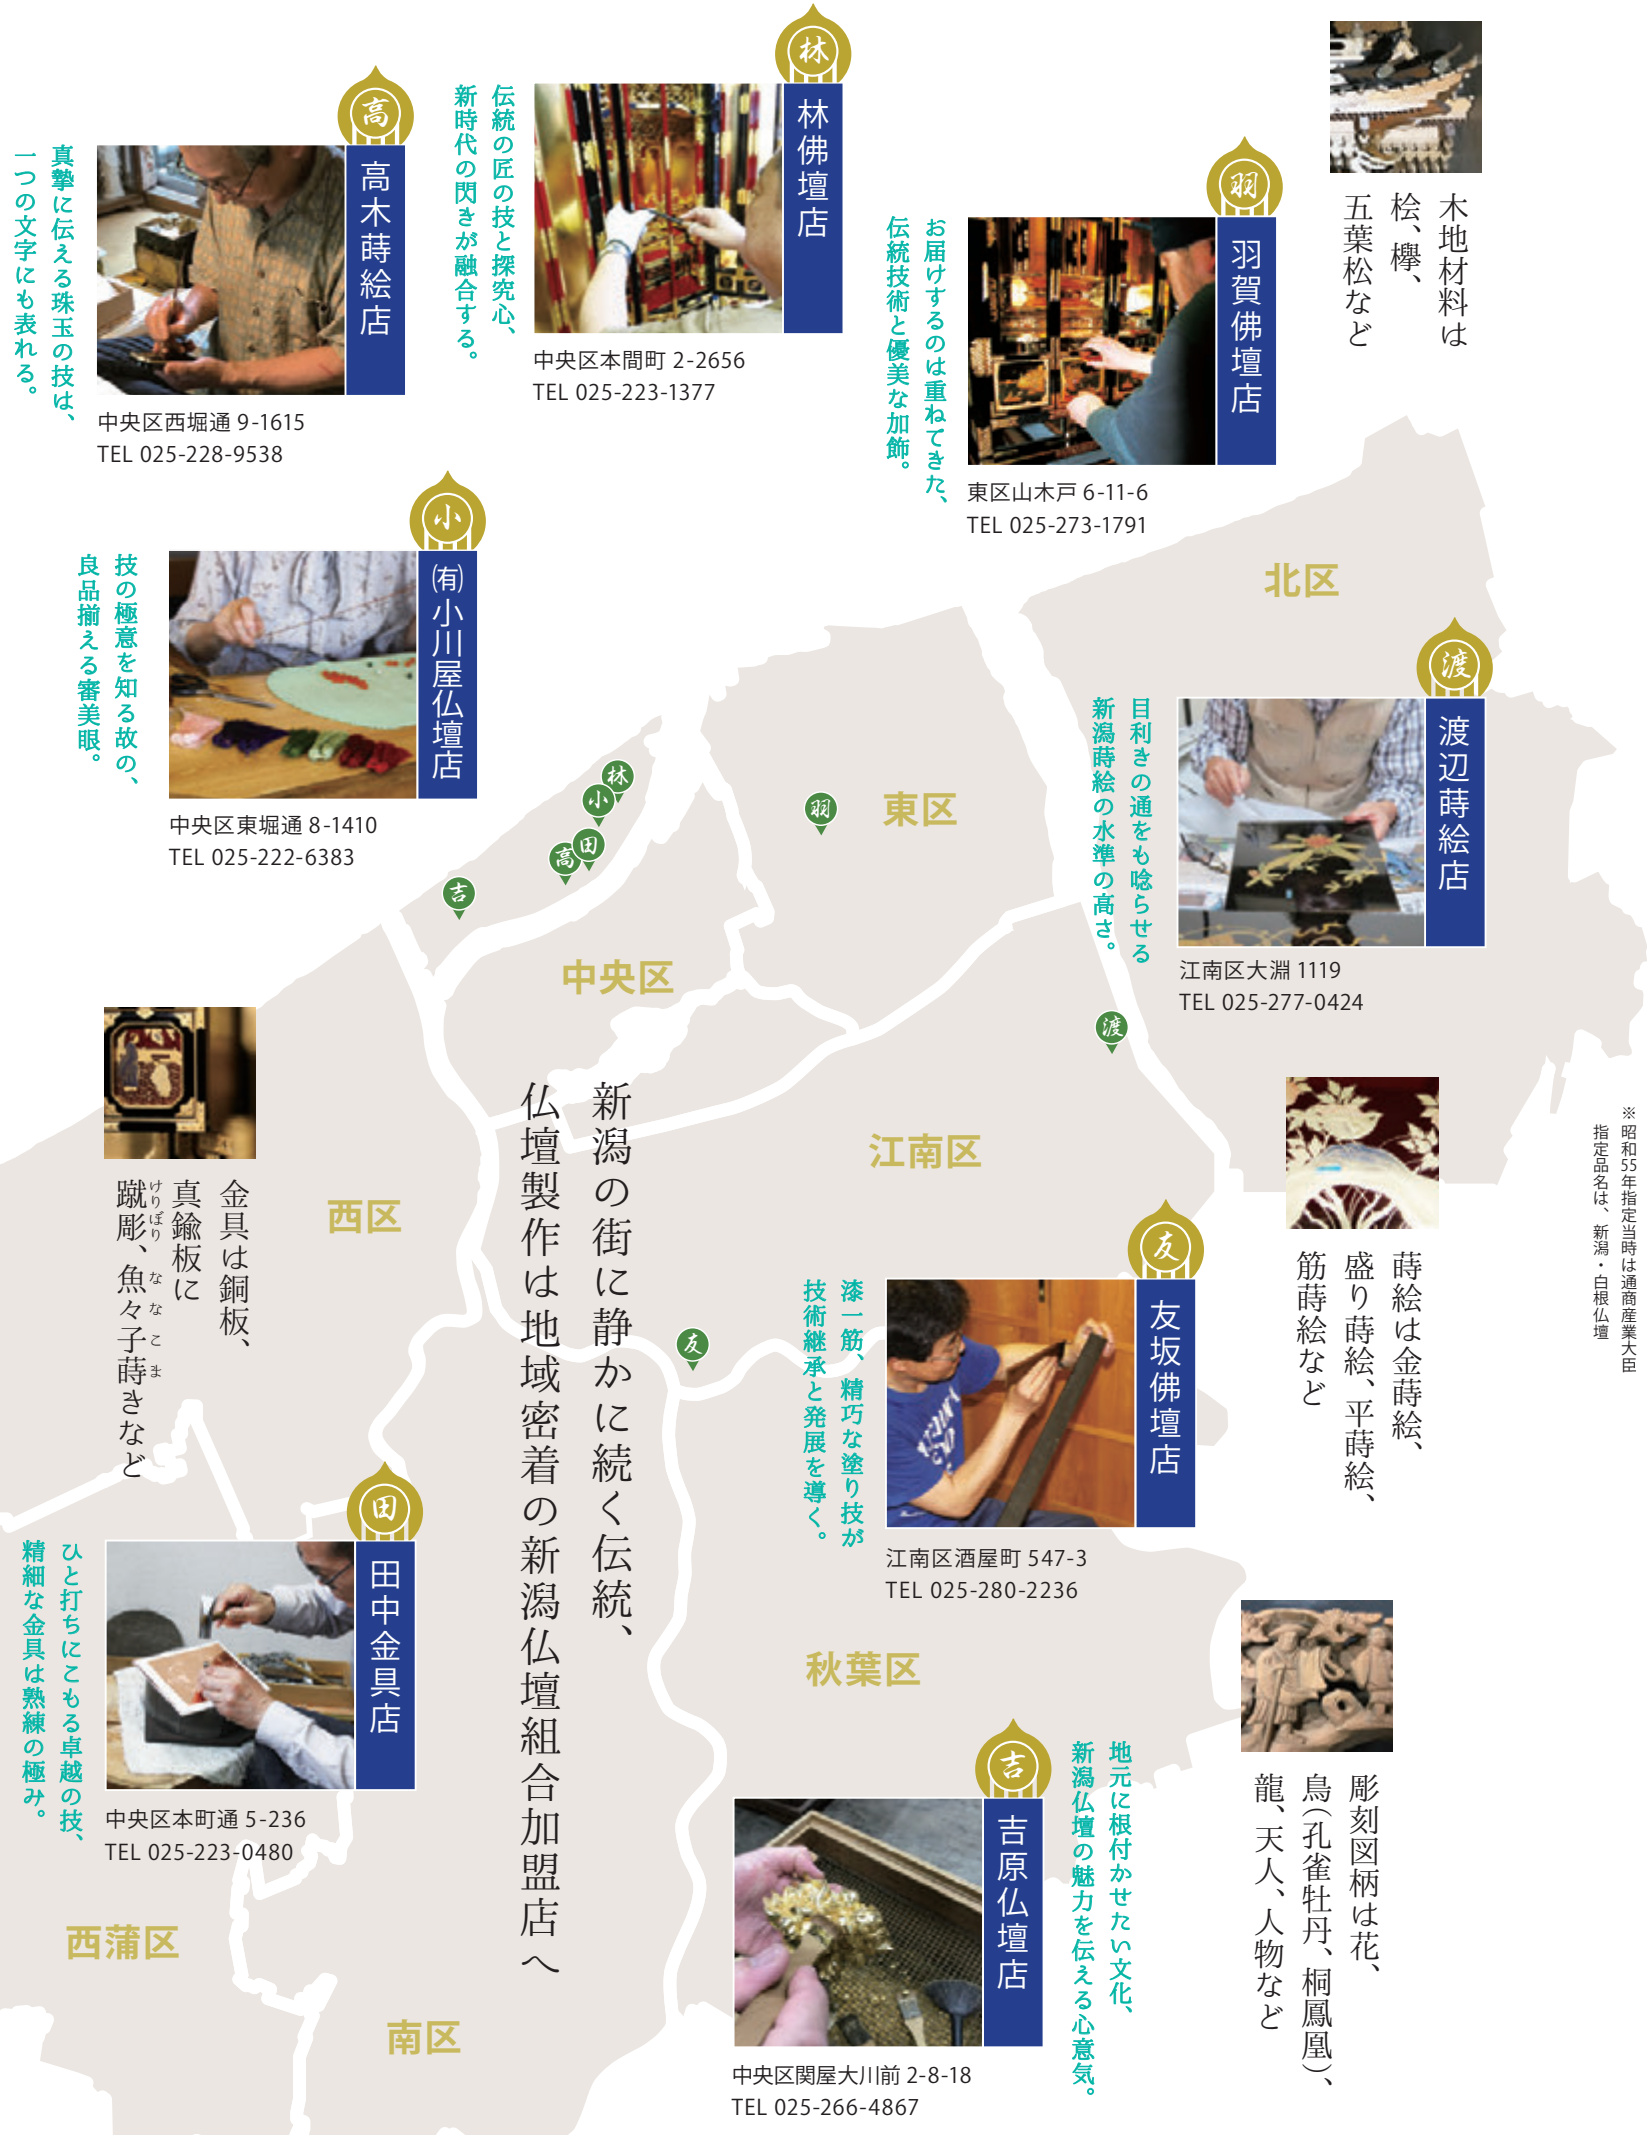 林
林佛壇店
伝統の匠の技と探究心、
新時代の閃きが融合する。
中央区本間町 2-2656
TEL 025-223-1377
高
高木蒔絵店
真摯に伝える珠玉の技は、
一つの文字にも表れる。
中央区西堀通 9-1615
TEL 025-228-9538
羽
羽賀佛壇店
お届けするのは重ねてきた、
伝統技術と優美な加飾。
東区山木戸 6-11-6
TEL 025-273-1791
木地材料は
桧、欅、
五葉松など
小
㈲小川屋仏壇店
技の極意を知る故の、
良品揃える審美眼。
中央区東堀通 8-1410
TEL 025-222-6383
北区
渡
渡辺蒔絵店
目利きの通をも唸らせる
新潟蒔絵の水準の高さ。
江南区大淵 1119
TEL 025-277-0424
林
小
田
高
吉
羽
東区
中央区
渡
江南区
西区
友
新潟の街に静かに続く伝統、
仏壇製作は地域密着の新潟仏壇組合加盟店へ
金具は銅板、
真鍮板に
蹴彫、魚々子蒔きなど
けりぼり
ななこま
※昭和55年指定当時は通商産業大臣
指定品名は、新潟・白根仏壇
蒔絵は金蒔絵、
盛り蒔絵、平蒔絵、
筋蒔絵など
友
友坂佛壇店
漆一筋、精巧な塗り技が
技術継承と発展を導く。
江南区酒屋町 547-3
TEL 025-280-2236
田
田中金具店
ひと打ちにこもる卓越の技、
精細な金具は熟練の極み。
中央区本町通 5-236
TEL 025-223-0480
秋葉区
吉
吉原仏壇店
地元に根付かせたい文化、
新潟仏壇の魅力を伝える心意気。
中央区関屋大川前 2-8-18
TEL 025-266-4867
彫刻図柄は花、
鳥（孔雀牡丹、桐鳳凰）、
龍、天人、人物など
西蒲区
南区